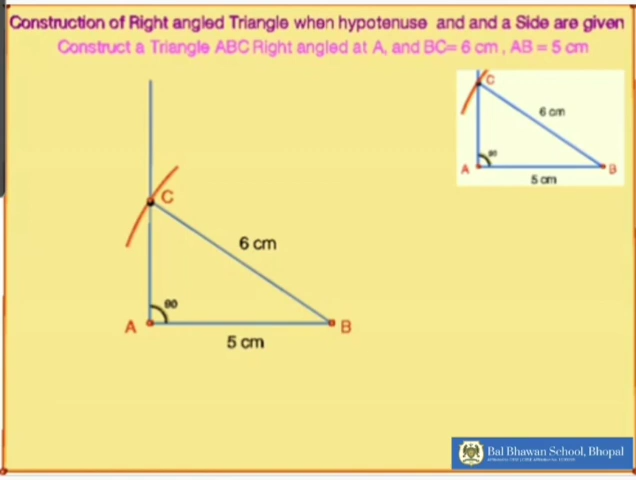 Construction of Right angled Triangle when hypotenuse and and a Side are given
Construct a Triangle ABC Right angled at A, and BC= 6 cm , AB = 5 cm
C
6 cm
90
A
B
5 cm
C
6 cm
90
A
B
5 cm
Bal Bhawan School, Bhopal